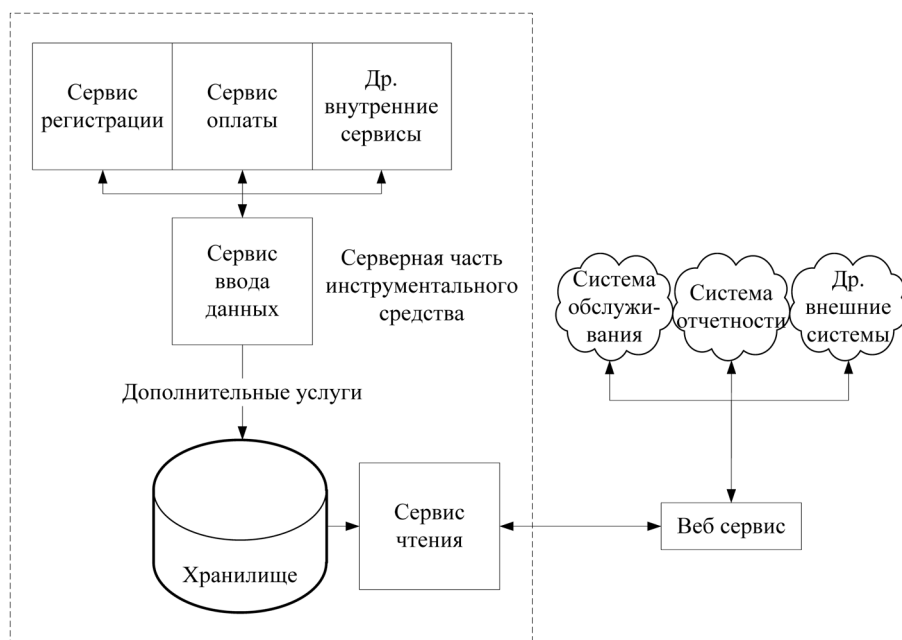 Сервис
регистрации
Сервис
оплаты
Др.
внутренние
сервисы
Сервис
ввода
данных
Серверная часть
инструментального
средства
Система
обслужи-
вания
Система
отчетности
Др.
внешние
системы
Дополнительные услуги
Хранилище
Сервис
чтения
Веб сервис